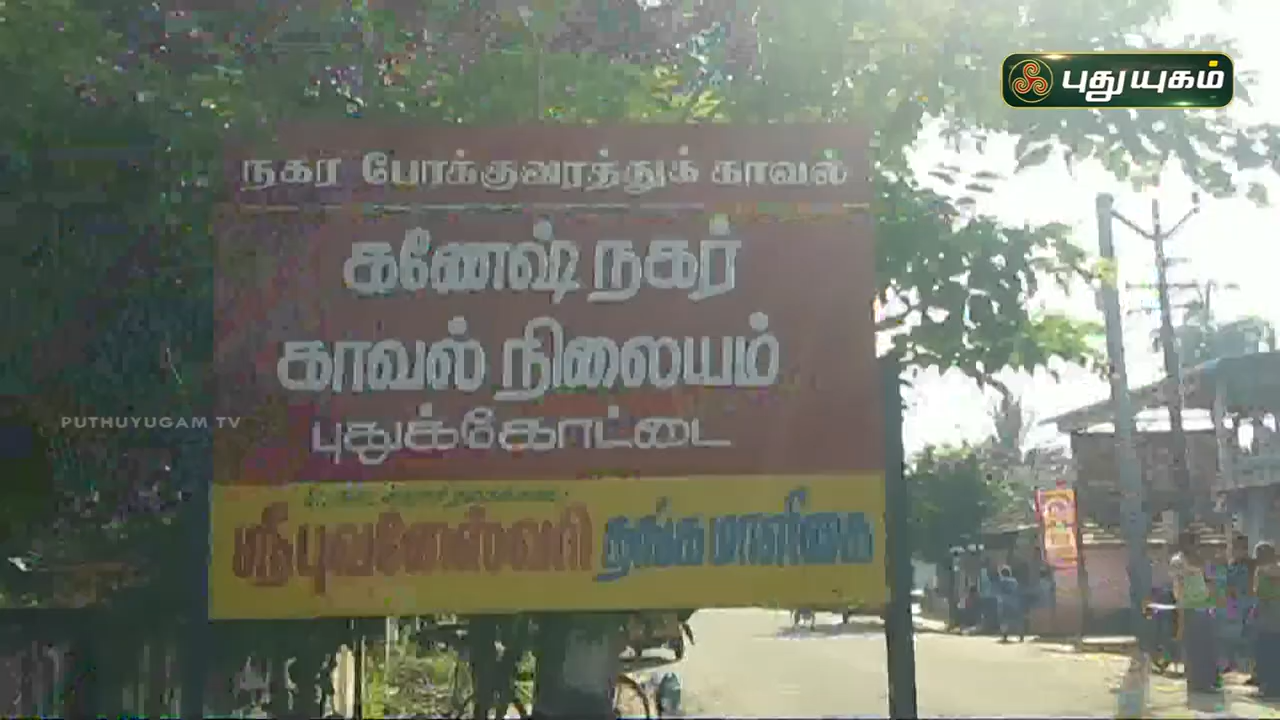 புதுயுகம்
நகர போக்குவரத்துக் காவல்
கணேஷ் நகர்
காவல் நிலையம்
புதுக்கோட்டை
PUTHUYUGAM TV
ஸ்ரீ புவனேஸ்வரி தங்க மாளிகை